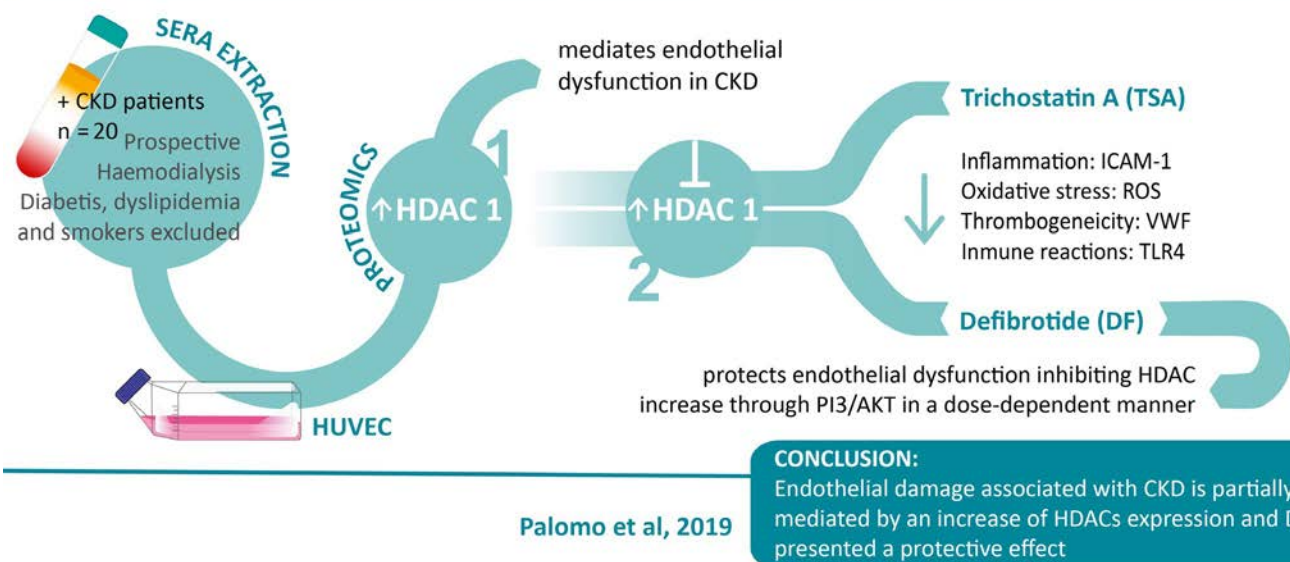 SERA EXTRACTION
+ CKD patients
n = 20
Prospective
Haemodialysis
Diabetis, dyslipidemia
and smokers excluded
HUVEC
PROTEOMICS
↑HDAC 1
1
mediates endothelial
dysfunction in CKD
↑HDAC 1
2
Trichostatin A (TSA)
Inflammation: ICAM-1
Oxidative stress: ROS
Thrombogeneicity: VWF
Inmune reactions: TLR4
Defibrotide (DF)
protects endothelial dysfunction inhibiting HDAC
increase through PI3/AKT in a dose-dependent manner
Palomo et al, 2019
CONCLUSION:
Endothelial damage associated with CKD is partially
mediated by an increase of HDACs expression and
presented a protective effect